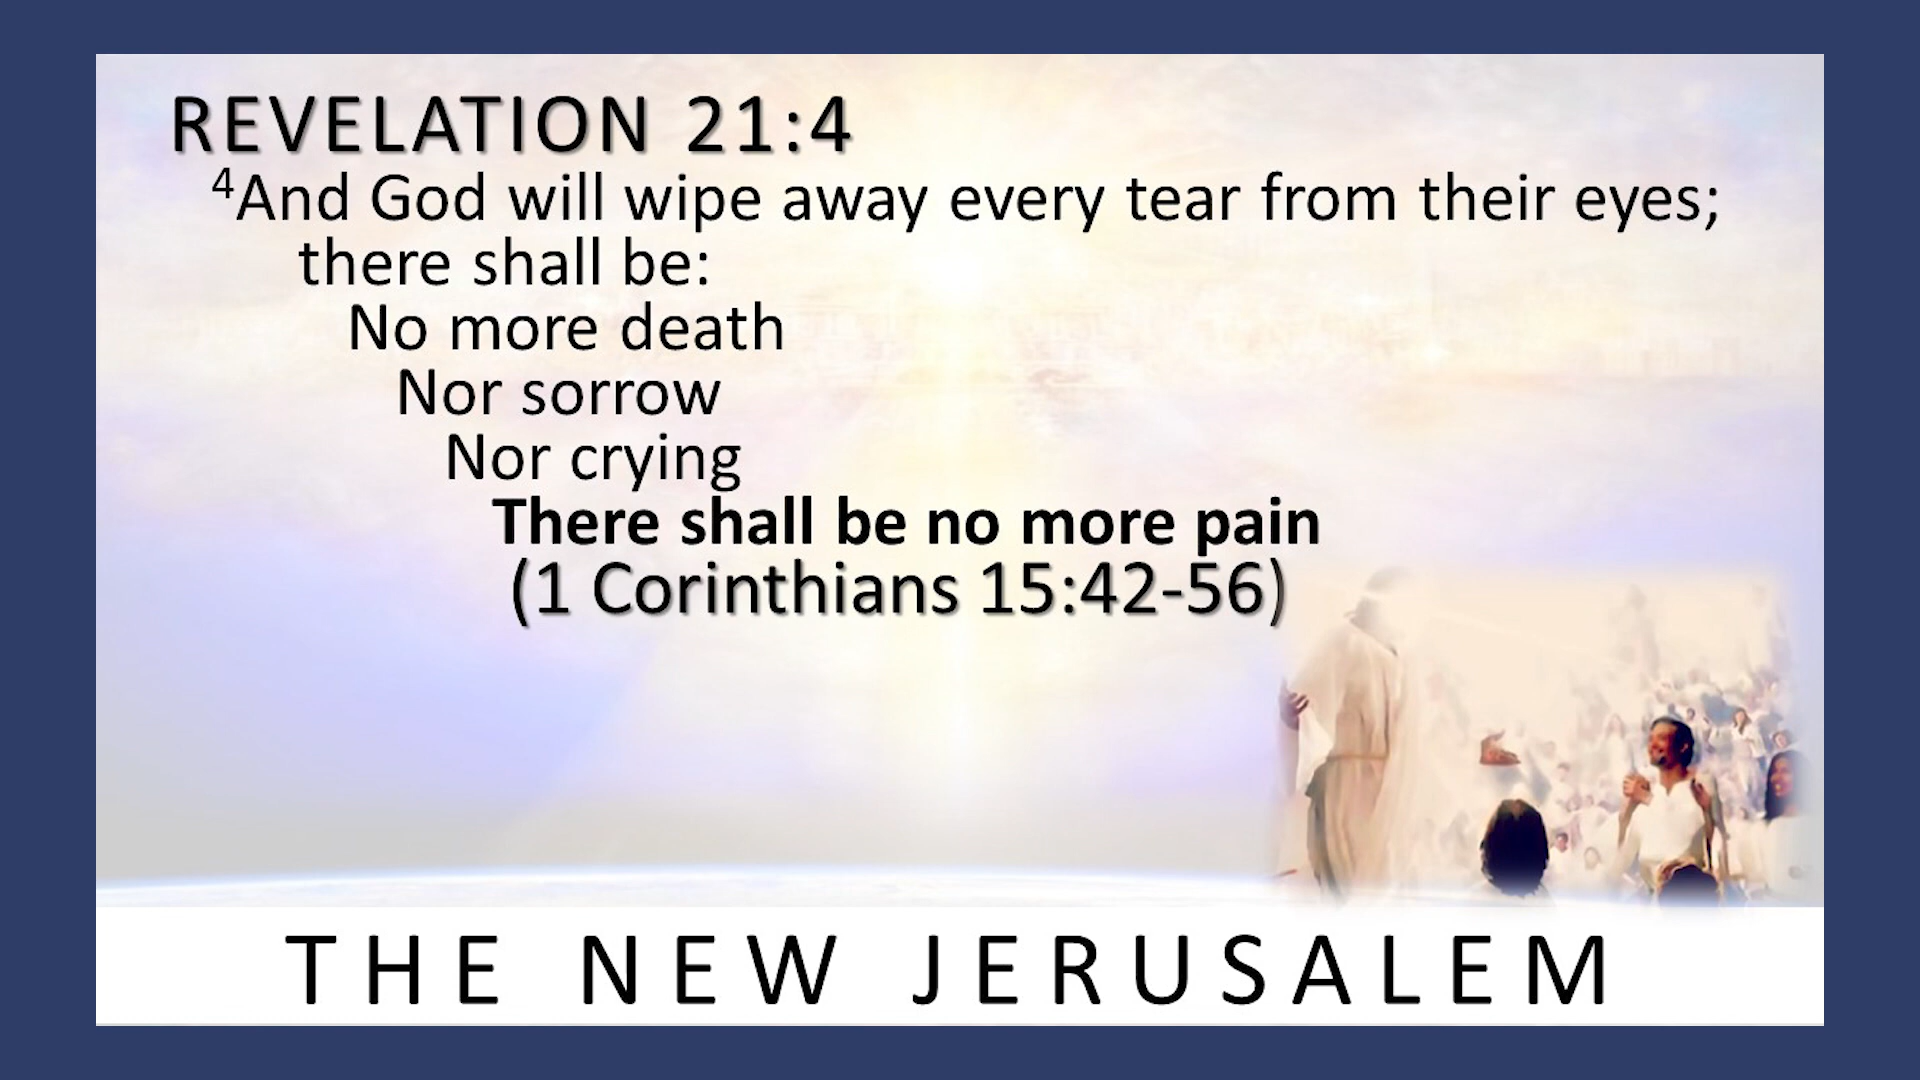 REVELATION 21:4
⁴And God will wipe away every tear from their eyes;
there shall be:
No more death
Nor sorrow
Nor crying
There shall be no more pain
(1 Corinthians 15:42-56)
THE NEW JERUSALEM